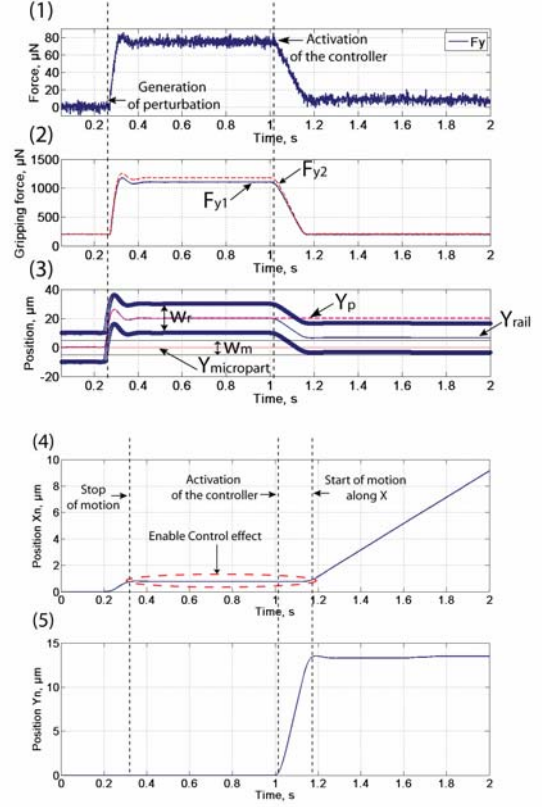 (1)
80
60
40
20
0
Force, µN
Fy
Activation
of the controller
Generation
of perturbation
0.2 0.4 0.6 0.8 1 1.2 1.4 1.6 1.8 2
Time, s
(2)
1500
1000
500
0
Gripping force, µN
Fy1
Fy2
0.2 0.4 0.6 0.8 1 1.2 1.4 1.6 1.8 2
Time, s
(3)
40
20
0
-20
Position, µm
Wr
Wm
Yp
Yrail
Ymicropart
0.2 0.4 0.6 0.8 1 1.2 1.4 1.6 1.8 2
Time, s
(4)
10
8
6
4
2
0
Position Xn, µm
Stop
of motion
Activation
of the controller
Start of motion
along X
Enable Control effect
0 0.2 0.4 0.6 0.8 1 1.2 1.4 1.6 1.8 2
Time, s
(5)
15
10
5
0
Position Yn, µm
0 0.2 0.4 0.6 0.8 1 1.2 1.4 1.6 1.8 2
Time, s